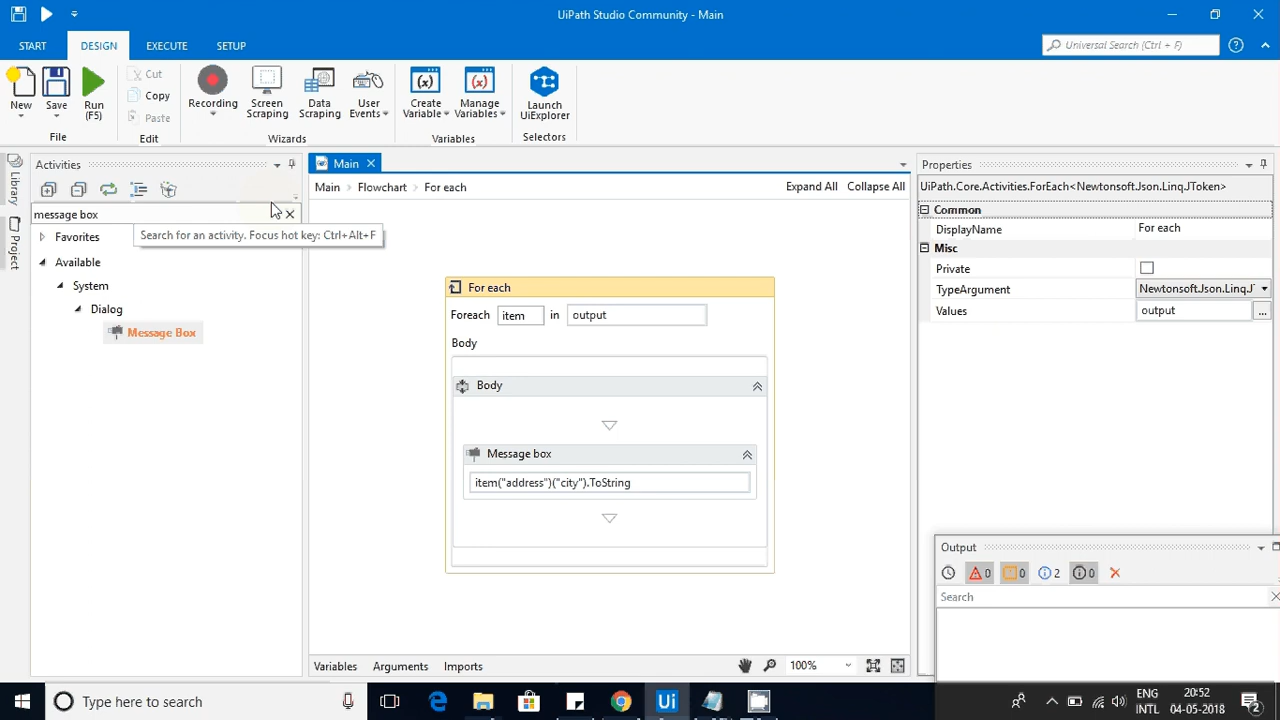 UiPath Studio Community - Main
START DESIGN EXECUTE SETUP
Universal Search (Ctrl + F)
New Save Run (F5)
Cut
Copy
Paste
Recording Screen Scraping Data Scraping User Events Create Variable Manage Variables Launch UiExplorer
File Edit Wizards Variables Selectors
Library
Project
Activities
message box
Search for an activity. Focus hot key: Ctrl+Alt+F
Favorites
Available
System
Dialog
Message Box
Main
Main Flowchart For each
Expand All Collapse All
For each
Foreach item in output
Body
Body
Message box
item("address")("city").ToString
Variables Arguments Imports
100%
Properties
UiPath.Core.Activities.ForEach<Newtonsoft.Json.Linq.JToken>
Common
DisplayName For each
Misc
Private
TypeArgument Newtonsoft.Json.Linq.J
Values output ...
Output
0 0 2 0
Search
Type here to search
Ui
ENG
INTL
20:52
04-05-2018
2